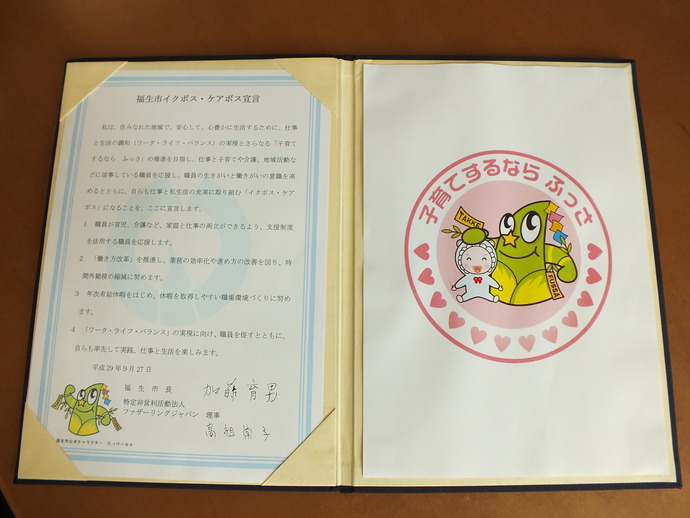 福生市イクボス・ケアボス宣言
私は、住みなれた地域で、安心して、心豊かに生活するために、仕事
と生活の調和（ワーク・ライフ・バランス）の実現とさらなる「子育て
するなら　ふっさ」の推進を目指し、仕事と子育てや介護、地域活動など
に従事している職員を応援し、職員の生きがいと働きがいの意識を高
めるとともに、自らも仕事と私生活の充実に取り組む「イクボス・ケア
ボス」になることを、ここに宣言します。
1　職員が育児、介護など、家庭と仕事の両立ができるよう、支援制度
を活用する職員を応援します。
2　「働き方改革」を推進し、業務の効率化や進め方の改善を図り、時
間外勤務の縮減に努めます。
3　年次有給休暇をはじめ、休暇を取得しやすい職場環境づくりに努め
ます。
4　「ワーク・ライフ・バランス」の実現に向け、職員を促すとともに、
自らも率先して実践、仕事と生活を楽しみます。
平成29年9月27日
福生市長　加藤育男
特定非営利活動法人
ファザーリングジャパン　理事
高祖常子
福生市公式キャラクター　たっけー☆☆
子育てするなら ふっさ
TAKKE
FUSSA